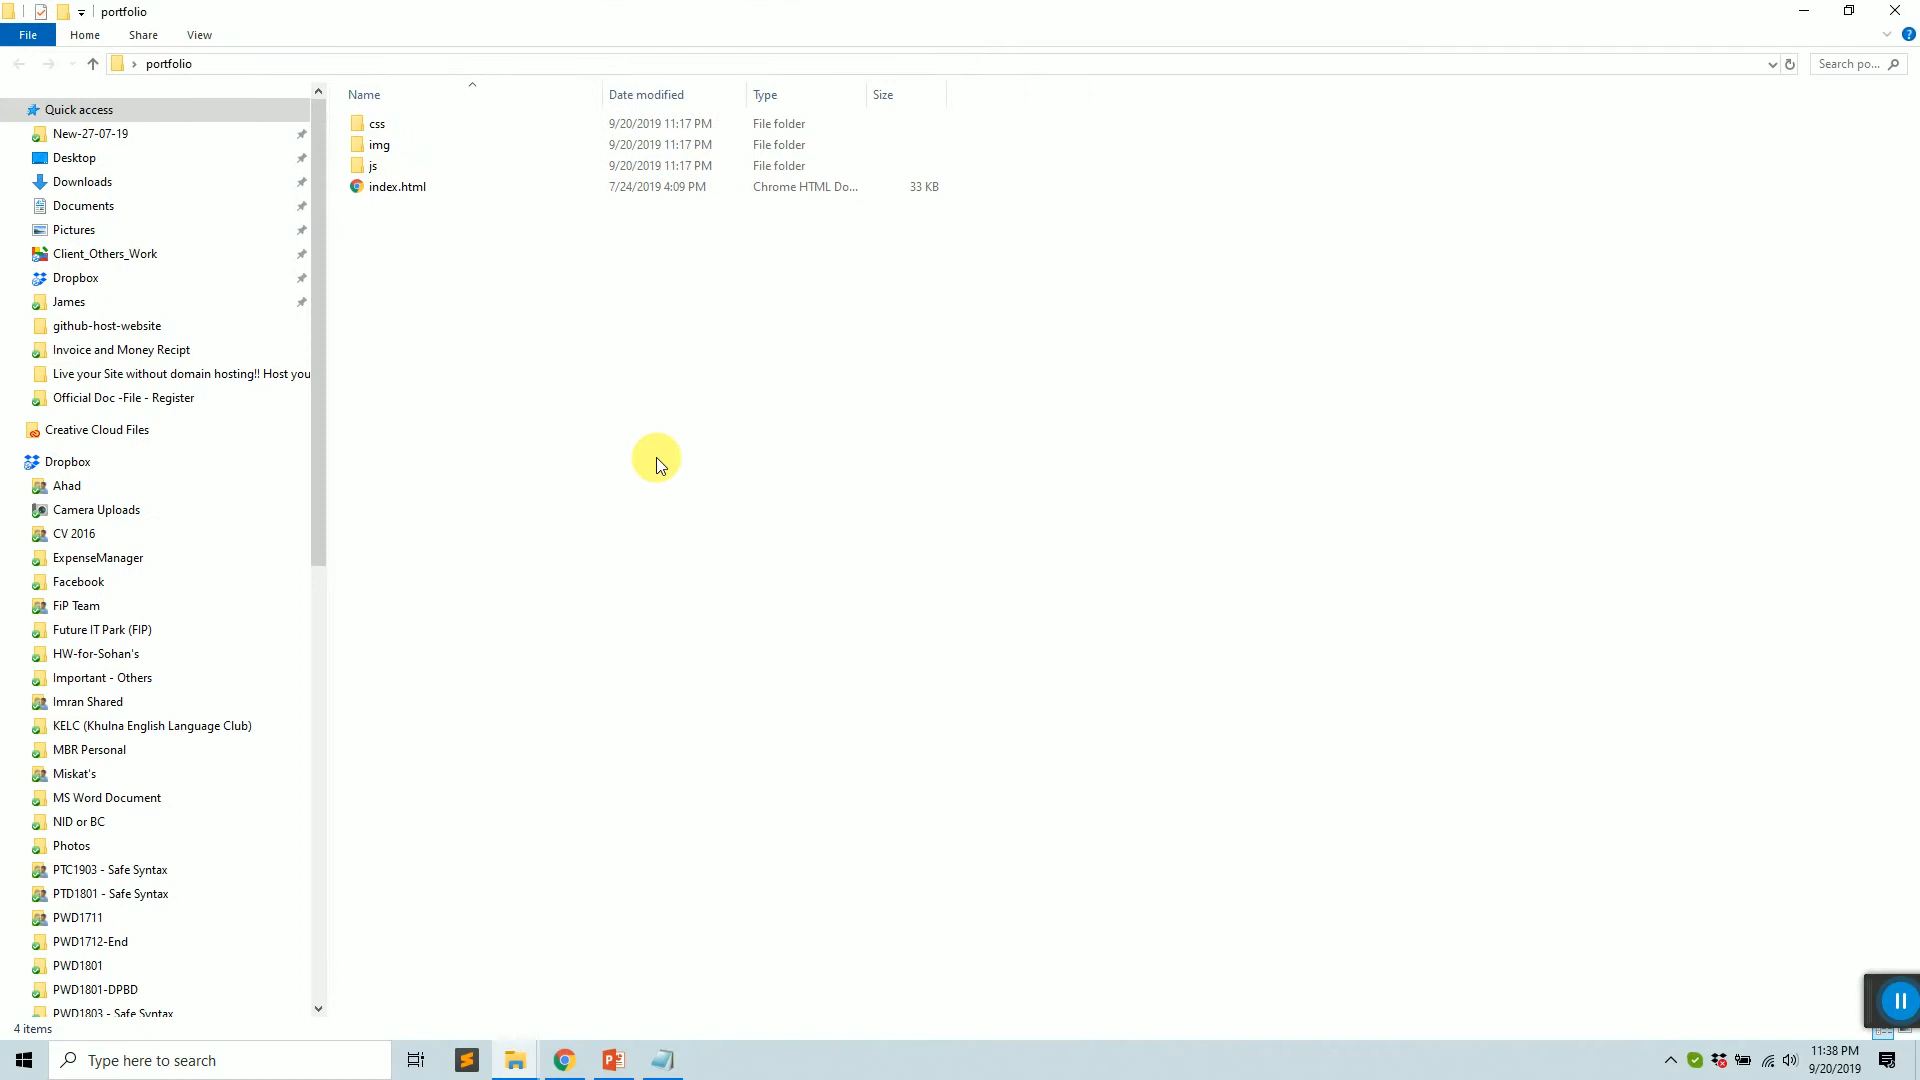 portfolio
File Home Share View
portfolio
Search po...
Name Date modified Type Size
css 9/20/2019 11:17 PM File folder
img 9/20/2019 11:17 PM File folder
js 9/20/2019 11:17 PM File folder
index.html 7/24/2019 4:09 PM Chrome HTML Do... 33 KB
Quick access
New-27-07-19
Desktop
Downloads
Documents
Pictures
Client_Others_Work
Dropbox
James
github-host-website
Invoice and Money Recipt
Live your Site without domain hosting!! Host you
Official Doc -File - Register
Creative Cloud Files
Dropbox
Ahad
Camera Uploads
CV 2016
ExpenseManager
Facebook
FiP Team
Future IT Park (FIP)
HW-for-Sohan's
Important - Others
Imran Shared
KELC (Khulna English Language Club)
MBR Personal
Miskat's
MS Word Document
NID or BC
Photos
PTC1903 - Safe Syntax
PTD1801 - Safe Syntax
PWD1711
PWD1712-End
PWD1801
PWD1801-DPBD
PWD1803 - Safe Syntax
4 items
Type here to search
11:38 PM
9/20/2019